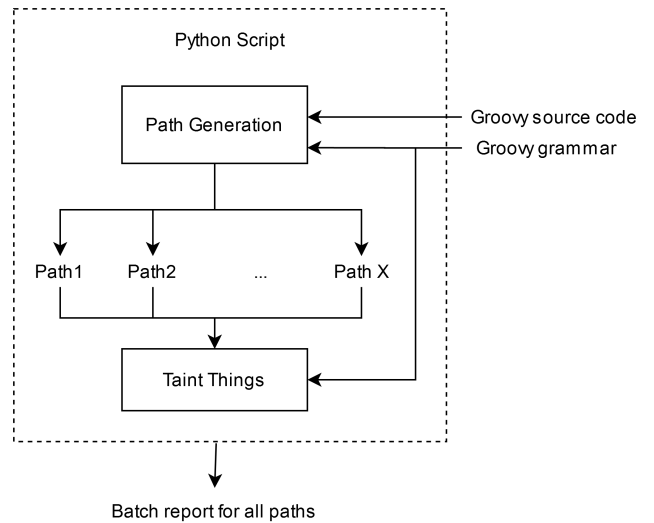 Python Script
Path Generation
Groovy source code
Groovy grammar
Path1
Path2
...
Path X
Taint Things
Batch report for all paths